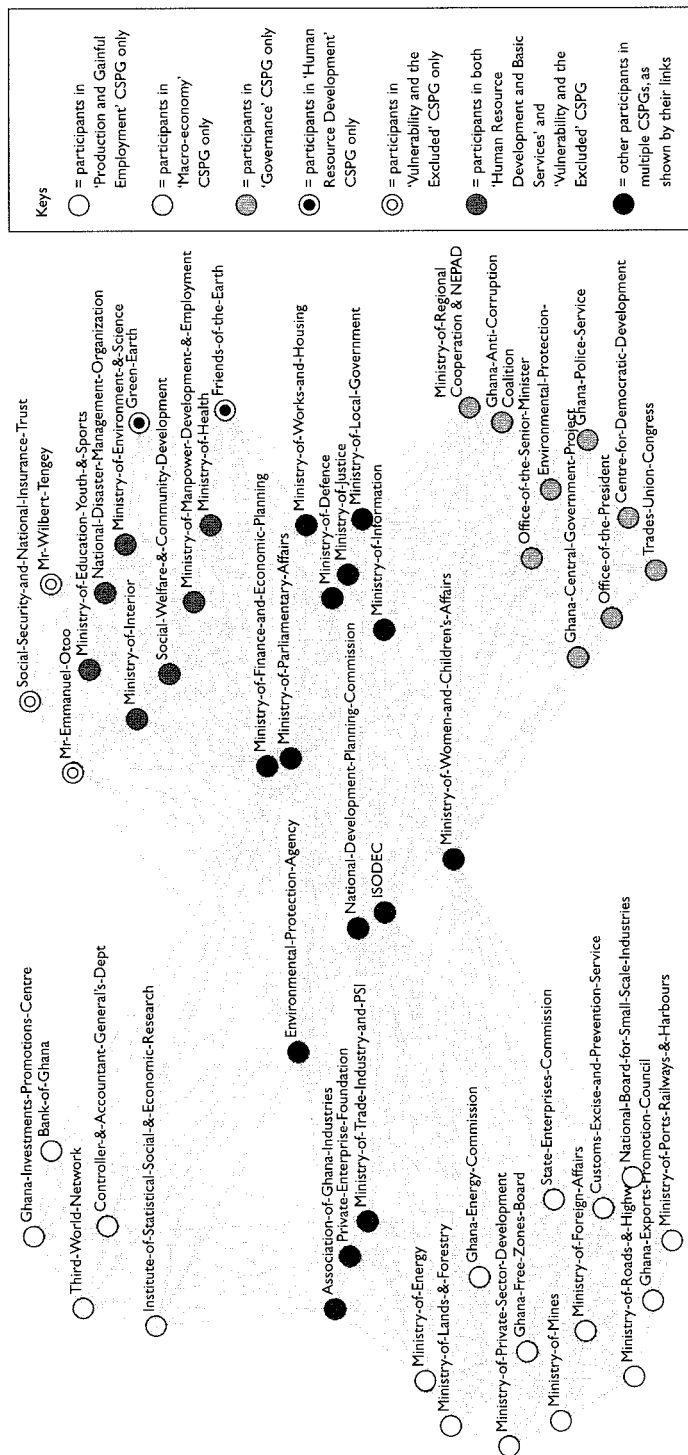 Ghana-Investments-Promotions-Centre
Bank-of-Ghana
Third-World-Network
Controller-&-Accountant-General's-Dept
Institute-of-Statistical-Social-&-Economic-Research
Social-Security-and-National-Insurance-Trust
Mr-Wilbert-Tengey
Mr-Emmanuel-Otoo
Ministry-of-Education-Youth-&-Sports
National-Disaster-Management-Organization
Ministry-of-Environment-&-Science
Green-Earth
Ministry-of-Interior
Social-Welfare-&-Community-Development
Ministry-of-Manpower-Development-&-Employment
Ministry-of-Health
Friends-of-the-Earth
Ministry-of-Finance-and-Economic-Planning
Ministry-of-Parliamentary-Affairs
Ministry-of-Works-and-Housing
Environmental-Protection-Agency
Ministry-of-Defence
Ministry-of-Justice
Ministry-of-Local-Government
Association-of-Ghana-Industries
Private-Enterprise-Foundation
Ministry-of-Trade-Industry-and-PSI
National-Development-Planning-Commission
Ministry-of-Information
ISODEC
Ministry-of-Women-and-Children's-Affairs
Ministry-of-Energy
Ministry-of-Lands-&-Forestry
Ghana-Energy-Commission
Ministry-of-Private-Sector-Development
Ghana-Free-Zones-Board
State-Enterprises-Commission
Ministry-of-Mines
Ministry-of-Foreign-Affairs
Customs-Excise-and-Prevention-Service
Ministry-of-Roads-&-Highw
National-Board-for-Small-Scale-Industries
Ghana-Exports-Promotion-Council
Ministry-of-Ports-Railways-&-Harbours
Ministry-of-Regional
Cooperation & NEPAD
Ghana-Anti-Corruption
Coalition
Office-of-the-Senior-Minister
Environmental-Protection-
Ghana-Central-Government-Project
Ghana-Police-Service
Office-of-the-President
Centre-for-Democratic-Development
Trades-Union-Congress
Keys
= participants in
'Production and Gainful
Employment' CSPG only
= participants in
'Macro-economy'
CSPG only
= participants in
'Governance' CSPG only
= participants in 'Human
Resource Development'
CSPG only
= participants in
'Vulnerability and the
Excluded' CSPG only
= participants in both
'Human Resource
Development and Basic
Services' and
'Vulnerability and the
Excluded' CSPG
= other participants in
multiple CSPGs, as
shown by their links